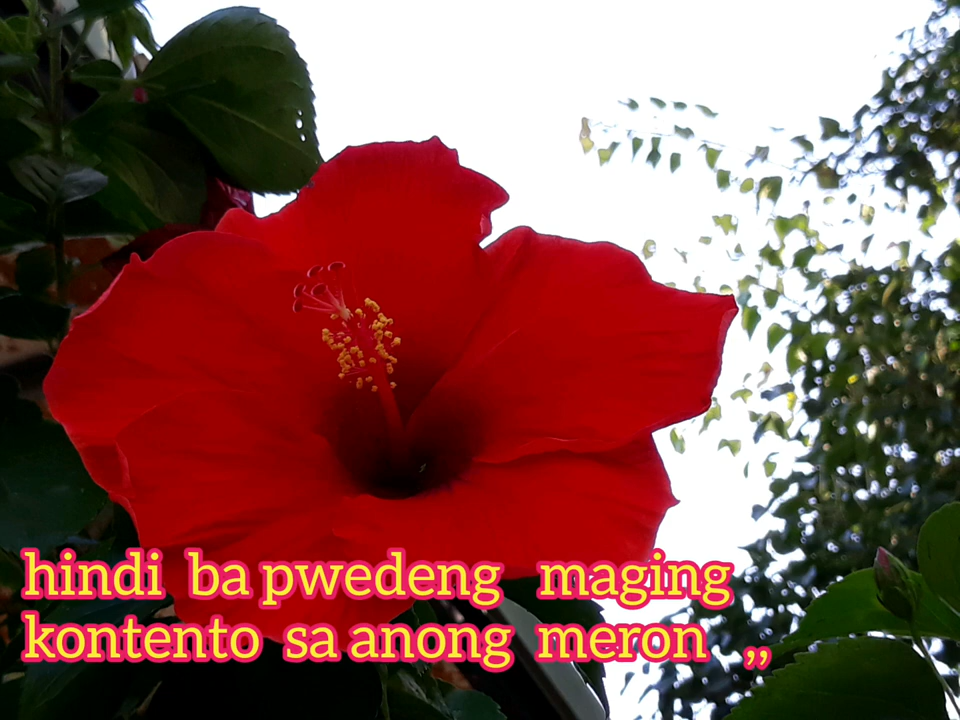 hindi ba pwedeng maging
kontento sa anong meron ,,